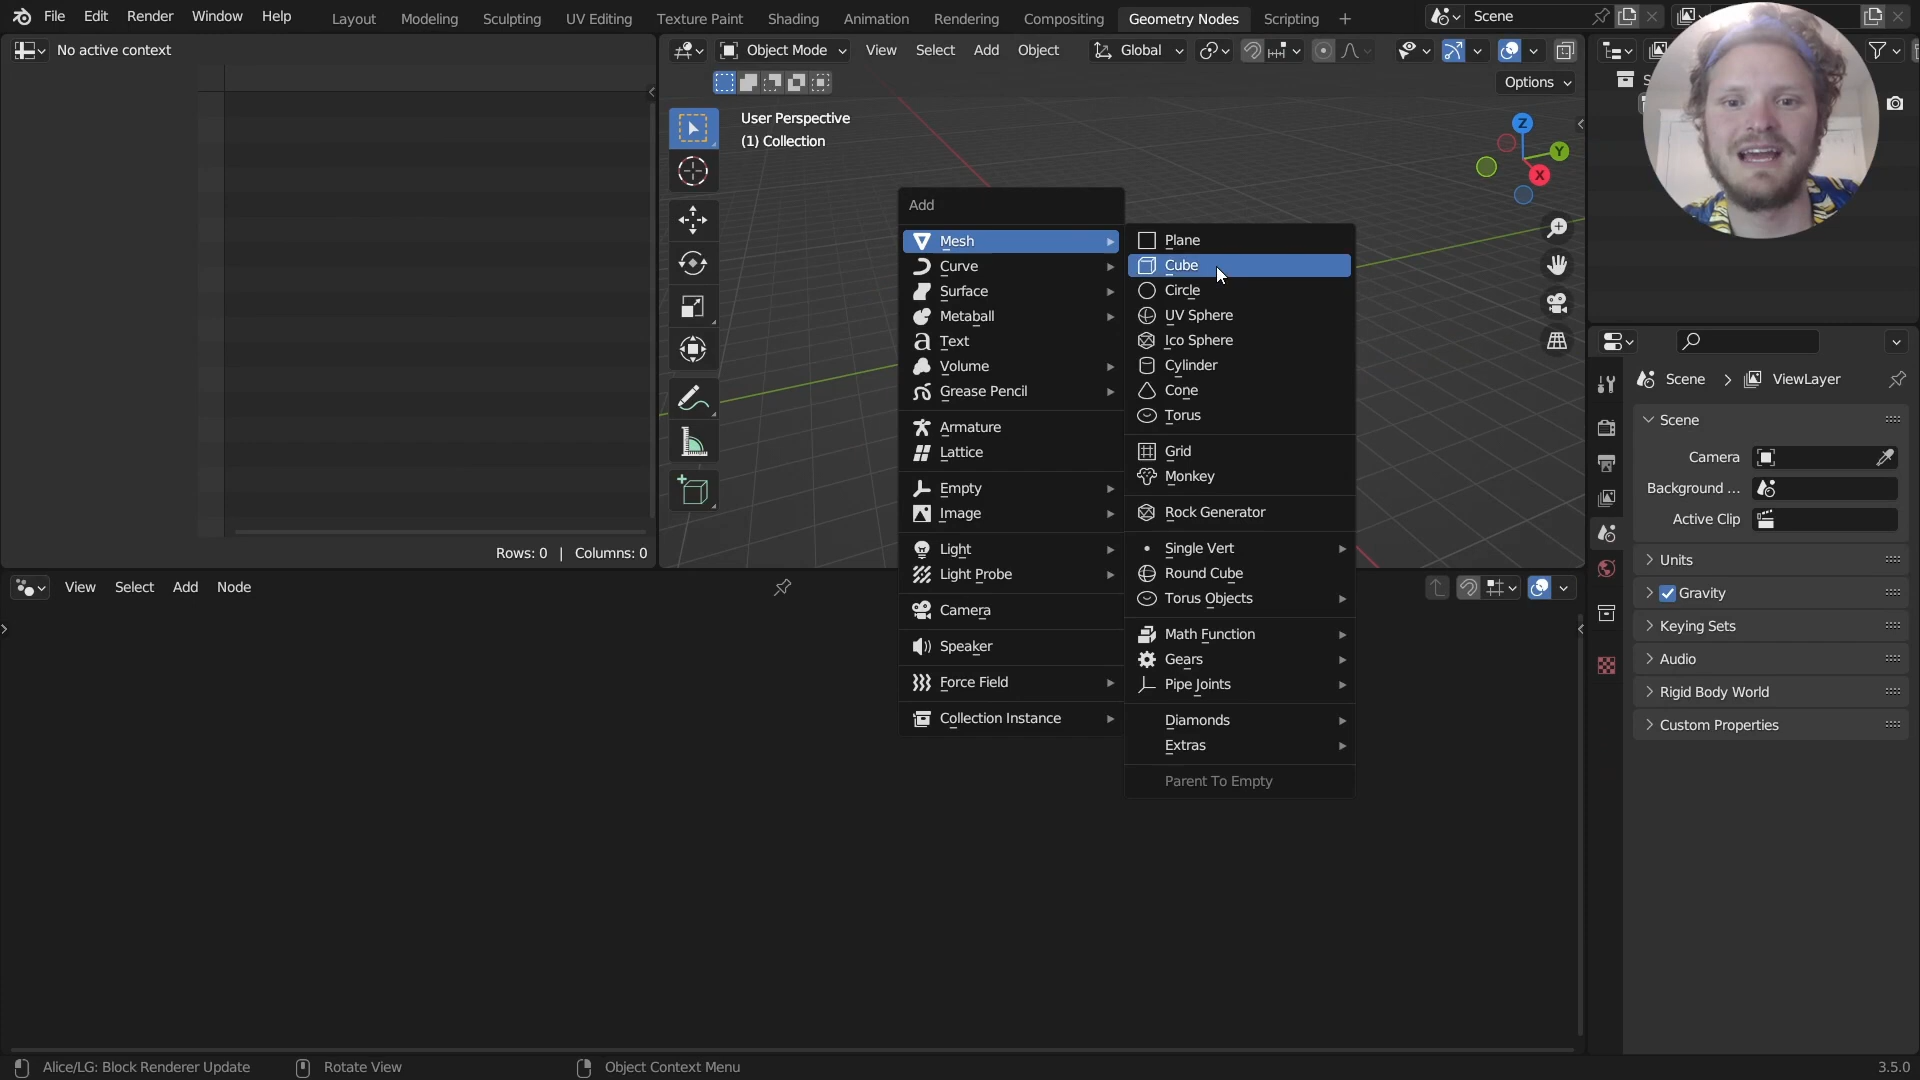 File Edit Render Window Help Layout Modeling Sculpting UV Editing Texture Paint Shading Animation Rendering Compositing Geometry Nodes Scripting Scene
No active context
Object Mode View Select Add Object Global
Options
User Perspective
(1) Collection
Z
Y
X
Add
Mesh
Curve
Surface
Metaball
Text
Volume
Grease Pencil
Armature
Lattice
Empty
Image
Light
Light Probe
Camera
Speaker
Force Field
Collection Instance
Plane
Cube
Circle
UV Sphere
Ico Sphere
Cylinder
Cone
Torus
Grid
Monkey
Rock Generator
Single Vert
Round Cube
Torus Objects
Math Function
Gears
Pipe Joints
Diamonds
Extras
Parent To Empty
Rows: 0 | Columns: 0
View Select Add Node
Scene ViewLayer
Scene
Camera
Background ...
Active Clip
Units
Gravity
Keying Sets
Audio
Rigid Body World
Custom Properties
Alice/LG: Block Renderer Update Rotate View Object Context Menu 3.5.0